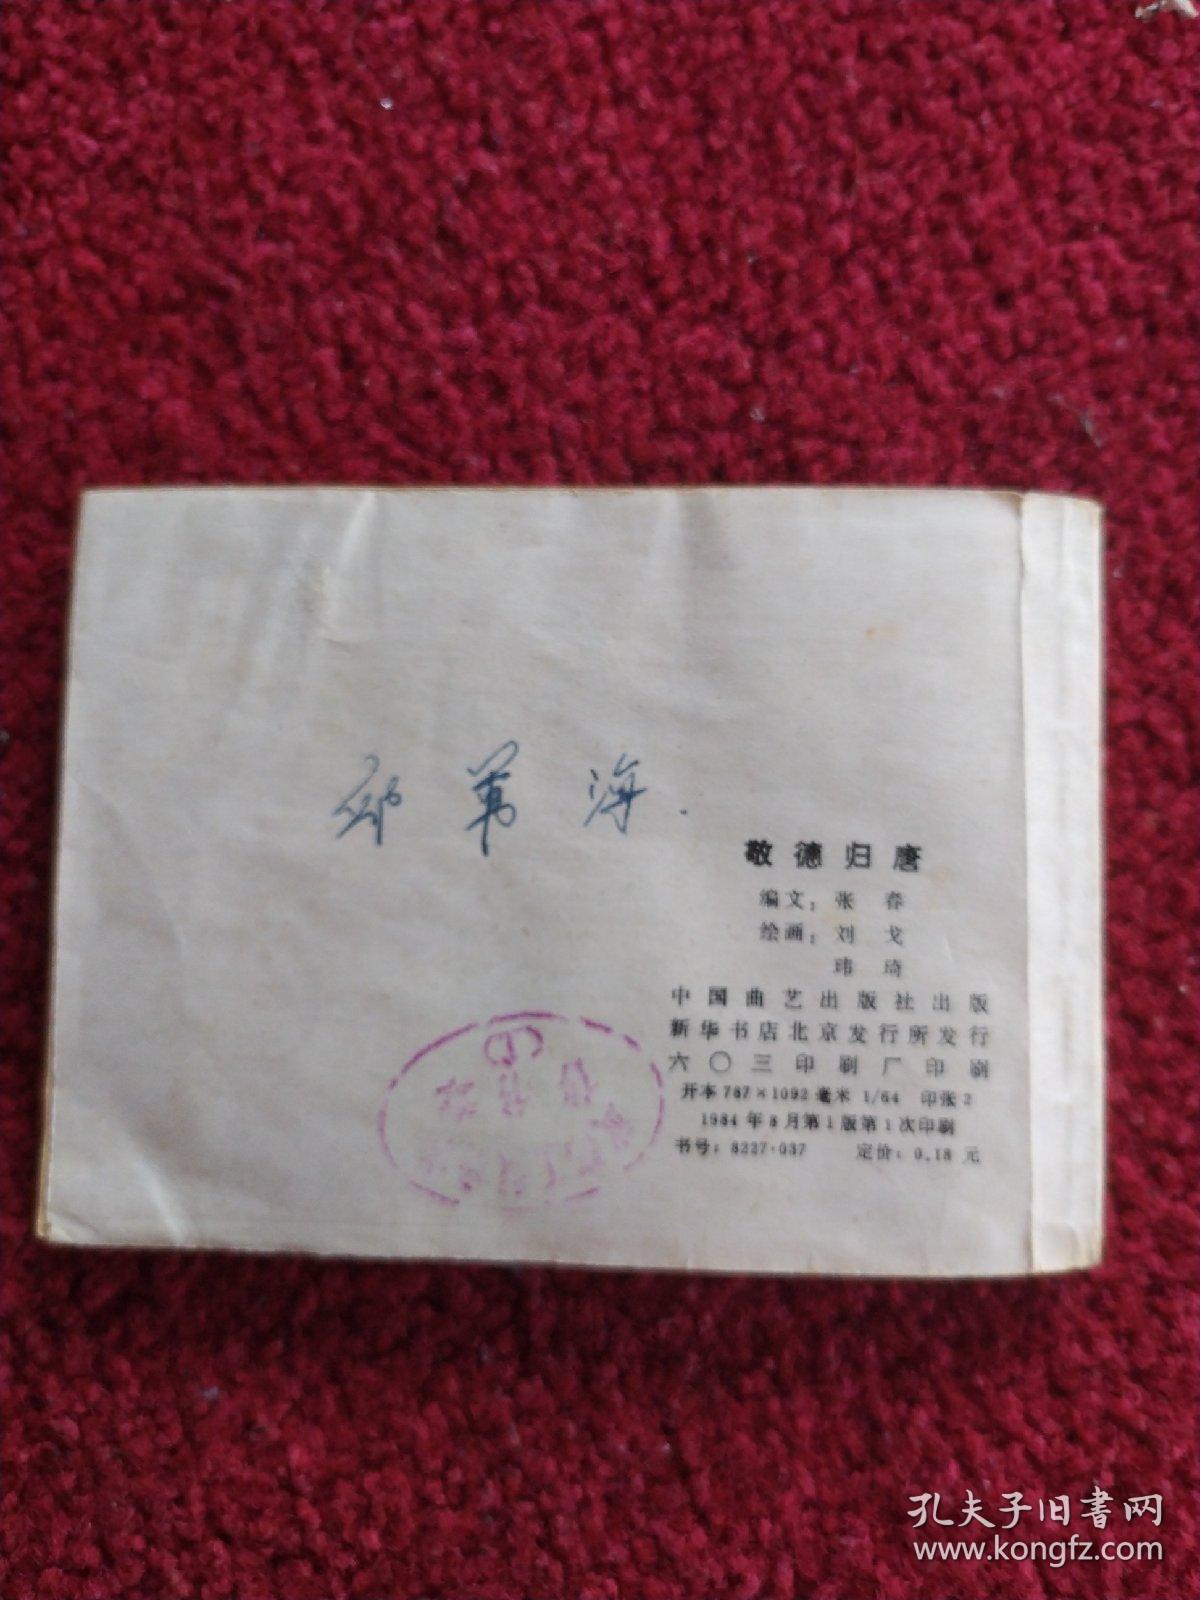 海
敬德归唐
编文：张 春
绘画：刘 戈
玮 琦
中国曲艺出版社出版
新华书店北京发行所发行
六〇三印刷厂印刷
开本787×1092毫米 1/64 印张2
1984年8月第1版第1次印刷
书号：8227·037 定价：0.18元
孔夫子旧书网
www.kongfz.com